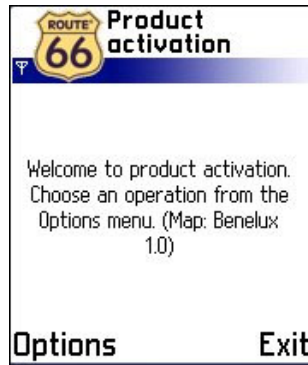 ROUTE
66
Product
activation
Welcome to product activation.
Choose an operation from the
Options menu. (Map: Benelux
1.0)
Options Exit